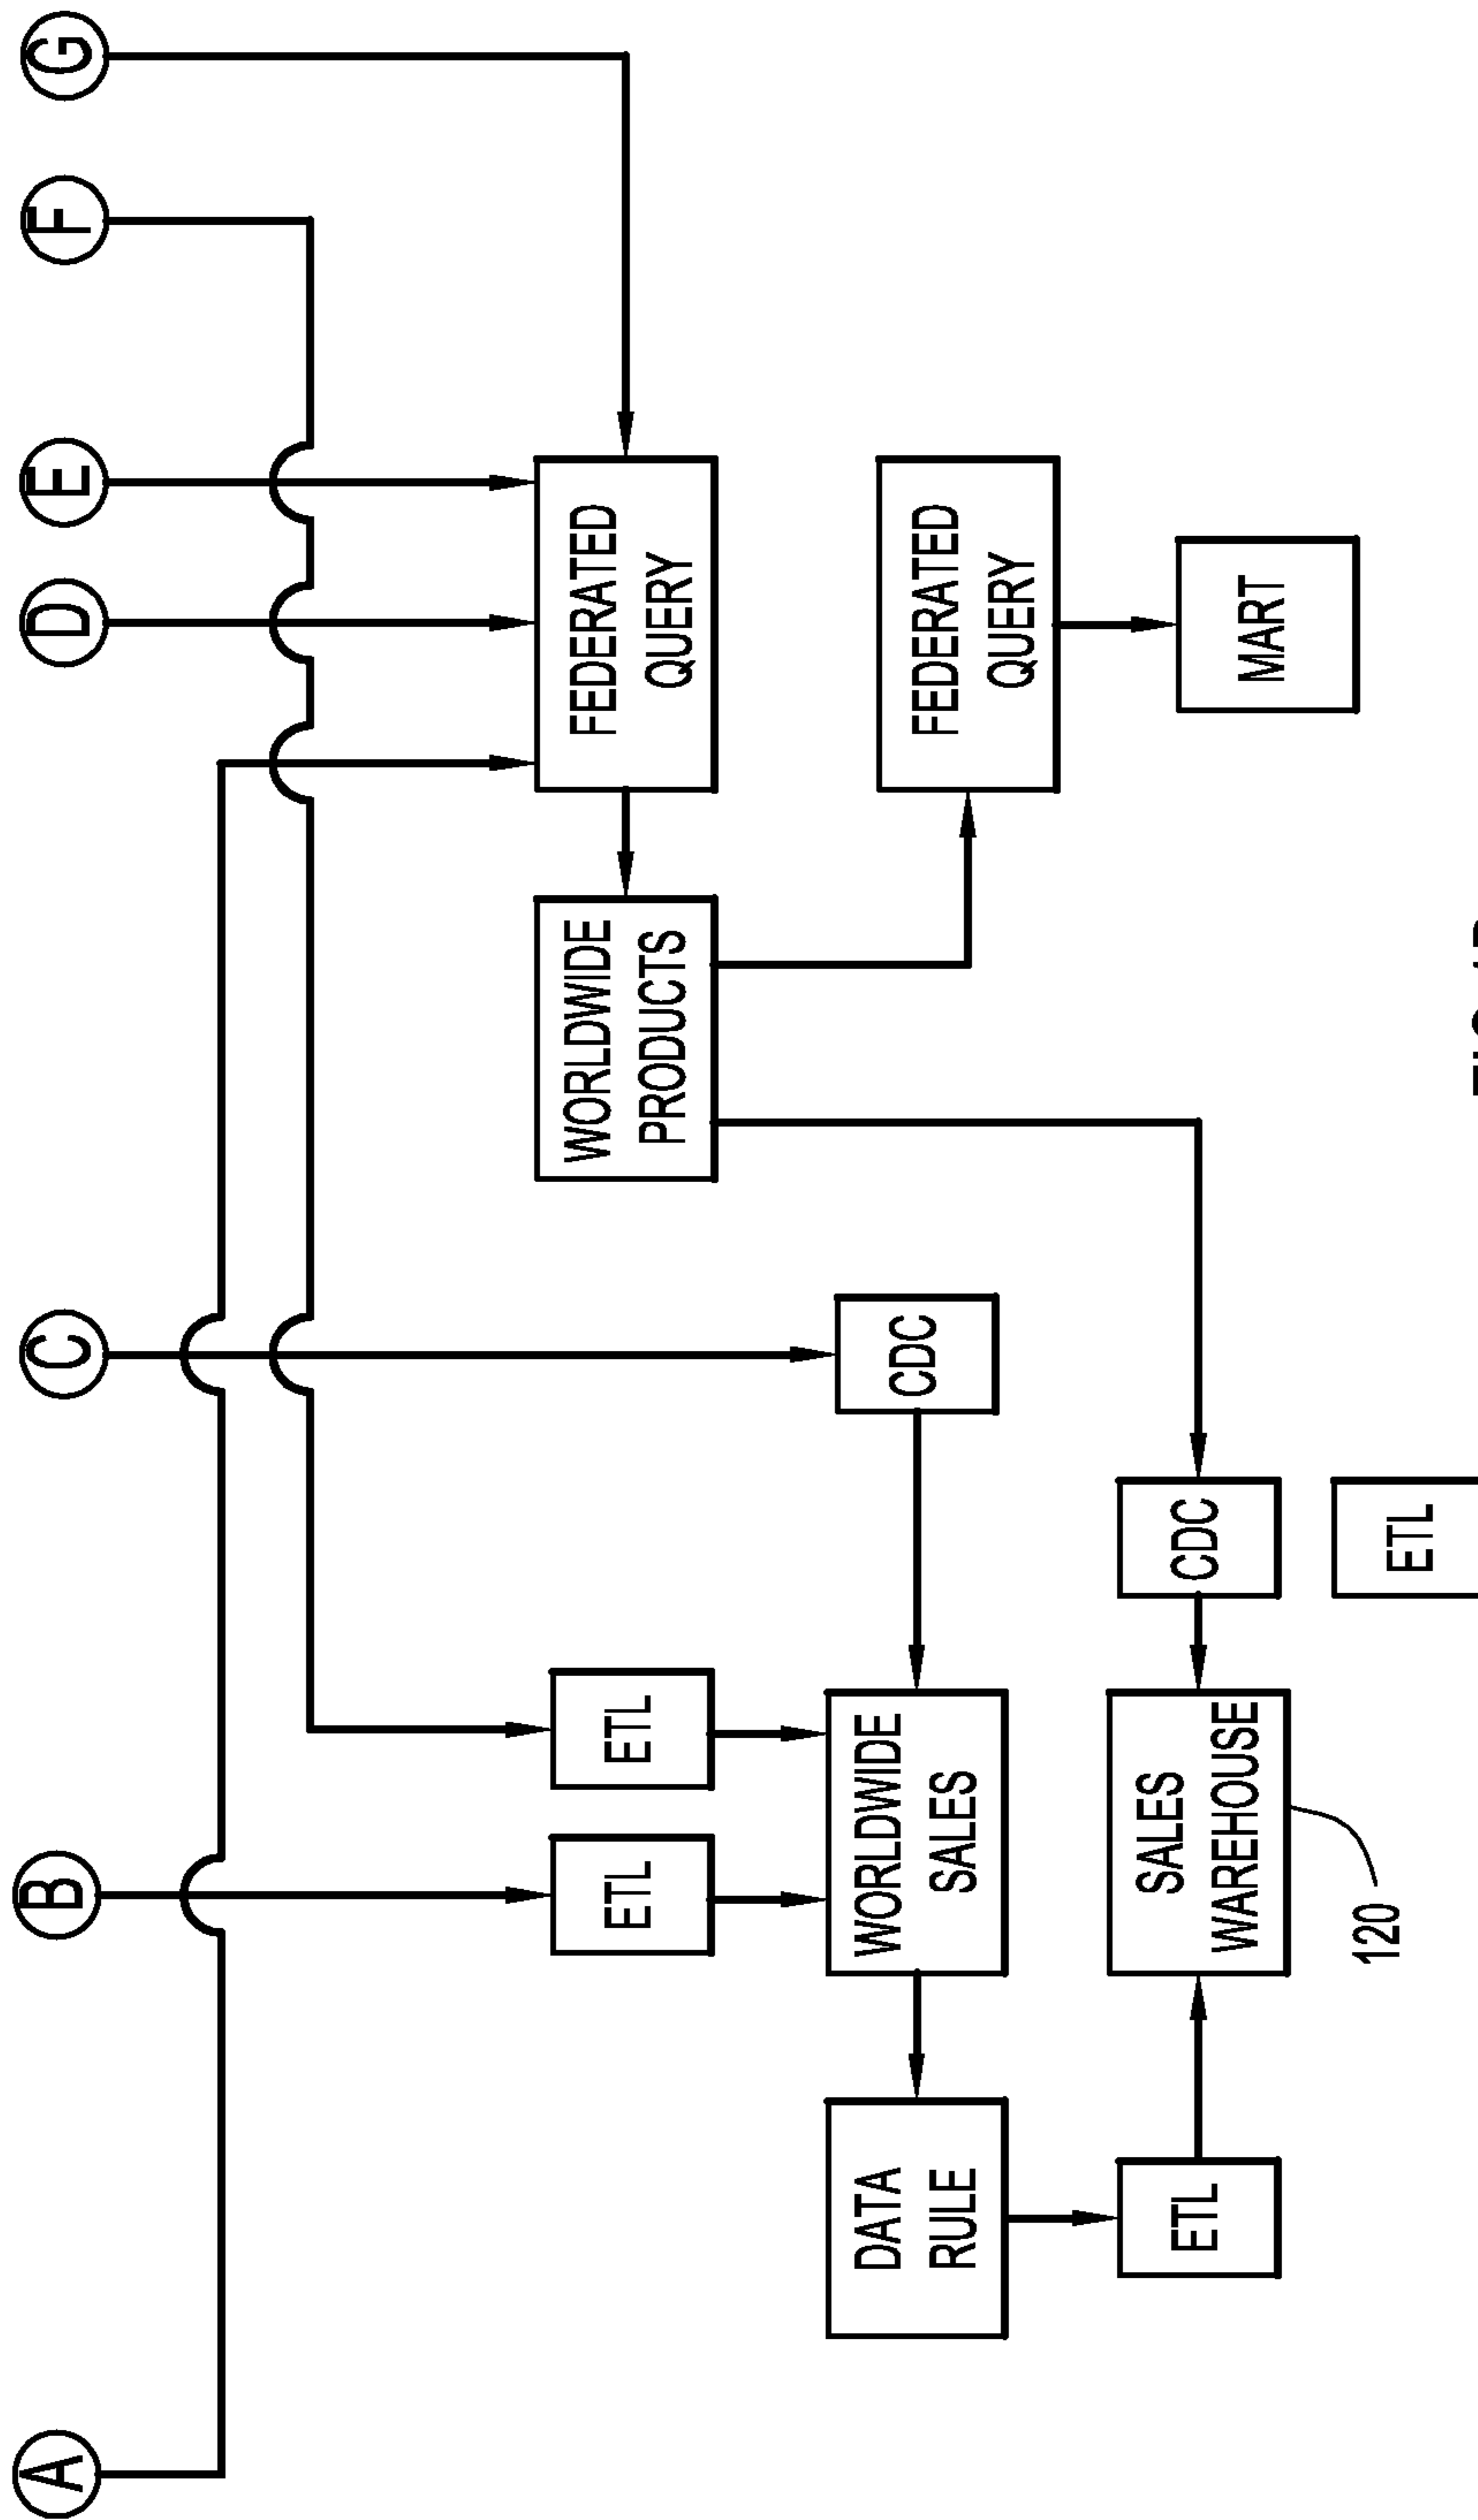 A
B
C
D
E
F
G
ETL
ETL
WORLDWIDE
PRODUCTS
FEDERATED
QUERY
DATA
RULE
WORLDWIDE
SALES
CDC
FEDERATED
QUERY
ETL
SALES
WAREHOUSE
CDC
MART
120
ETL